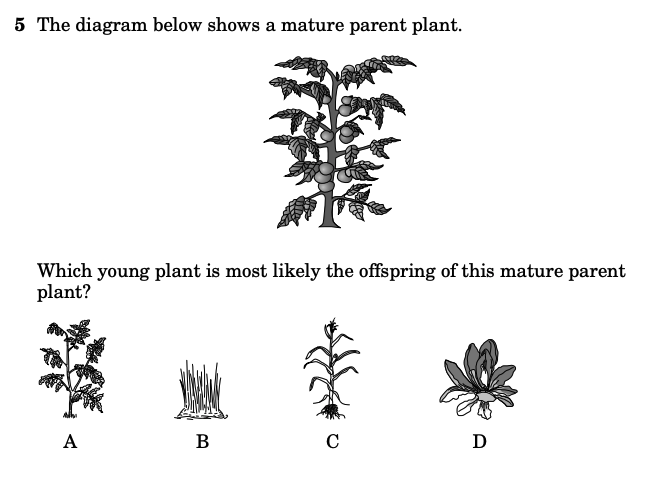 5 The diagram below shows a mature parent plant.
Which young plant is most likely the offspring of this mature parent
plant?
A B C D